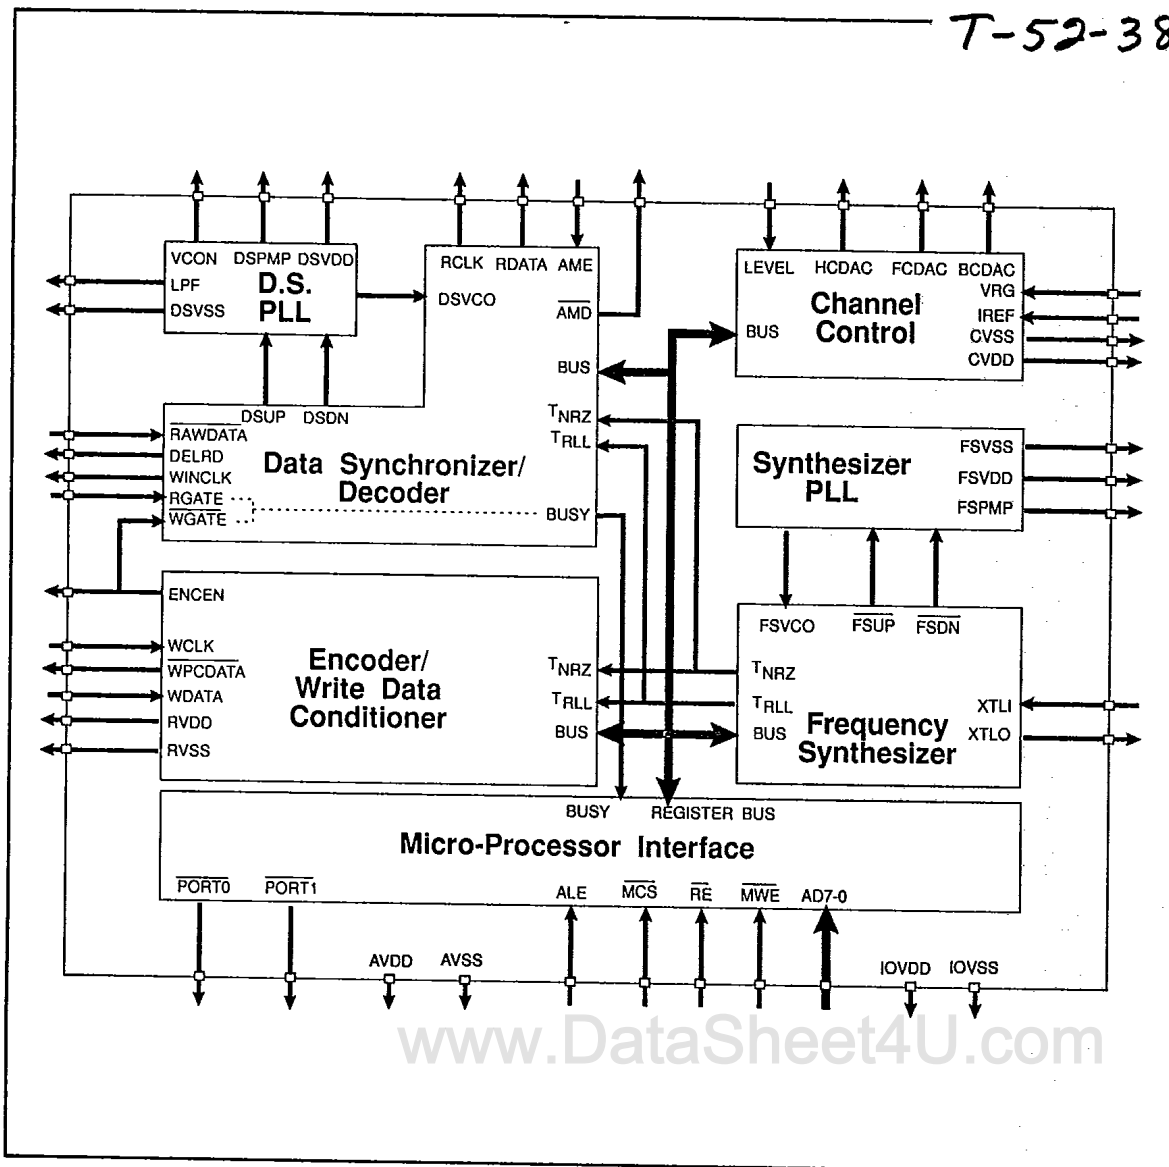 T-52-38
VCON DSPMP DSVDD
LPF
DSVSS
D.S.
PLL
RCLK RDATA AME
DSVCO
AMD
BUS
TNRZ
TRLL
DSUP DSDN
RAWDATA
DELRD
WINCLK
RGATE
WGATE
Data Synchronizer/
Decoder
BUSY
LEVEL HCDAC FCDAC BCDAC
VRG
IREF
CVSS
CVDD
Channel
Control
BUS
Synthesizer
PLL
FSVSS
FSVDD
FSPMP
ENCEN
WCLK
WPCDATA
WDATA
RVDD
RVSS
Encoder/
Write Data
Conditioner
TNRZ
TRLL
BUS
FSVCO FSUP FSDN
TNRZ
TRLL
BUS
Frequency
Synthesizer
XTLI
XTLO
BUSY REGISTER BUS
Micro-Processor Interface
PORT0 PORT1 ALE MCS RE MWE AD7-0
AVDD AVSS IOVDD IOVSS
www.DataSheet4U.com